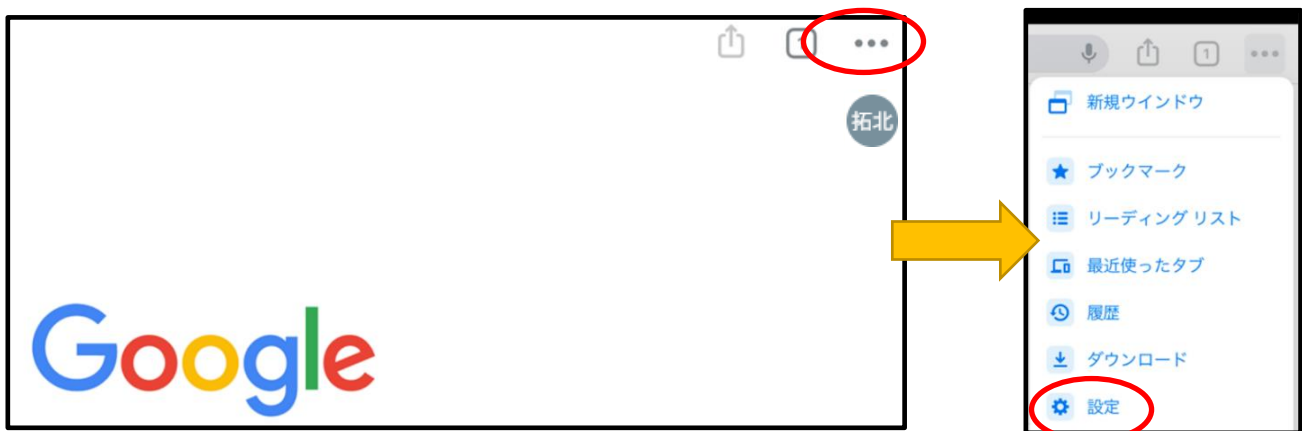 1
拓北
Google
1
新規ウインドウ
ブックマーク
リーディング リスト
最近使ったタブ
履歴
ダウンロード
設定